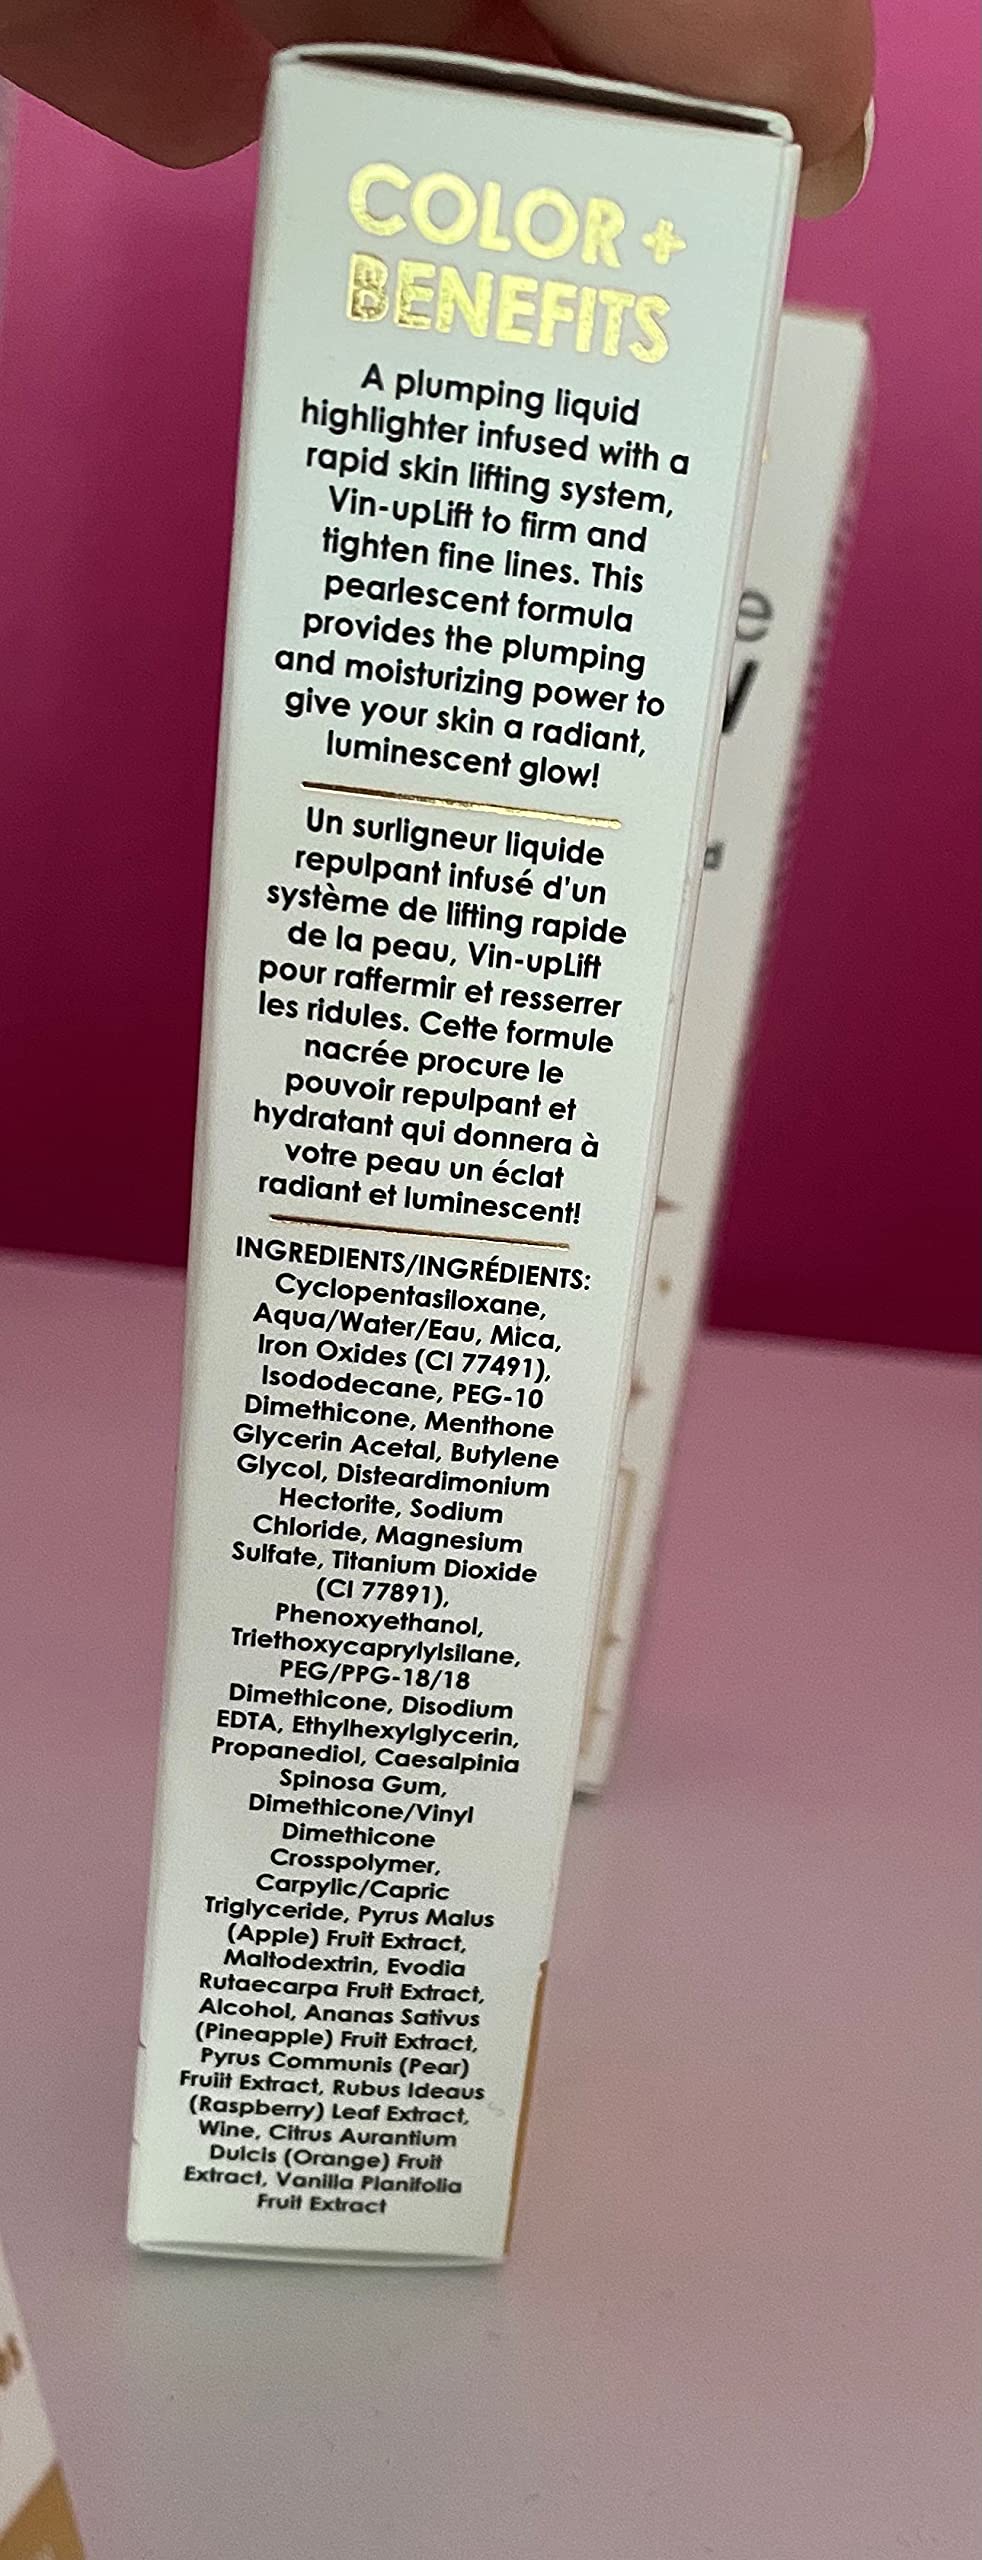 COLOR +
BENEFITS
A plumping liquid
highlighter infused with a
rapid skin lifting system,
Vin-upLift to firm and
tighten fine lines. This
pearlescent formula
provides the plumping
and moisturizing power to
give your skin a radiant,
luminescent glow!
Un surligneur liquide
repulpant infusé d'un
système de lifting rapide
de la peau, Vin-upLift
pour raffermir et resserrer
les ridules. Cette formule
nacrée procure le
pouvoir repulpant et
hydratant qui donnera à
votre peau un éclat
radiant et luminescent!
INGREDIENTS/INGRÉDIENTS:
Cyclopentasiloxane,
Aqua/Water/Eau, Mica,
Iron Oxides (CI 77491),
Isododecane, PEG-10
Dimethicone, Menthone
Glycerin Acetal, Butylene
Glycol, Disteardimonium
Hectorite, Sodium
Chloride, Magnesium
Sulfate, Titanium Dioxide
(CI 77891),
Phenoxyethanol,
Triethoxycaprylylsilane,
PEG/PPG-18/18
Dimethicone, Disodium
EDTA, Ethylhexylglycerin,
Propanediol, Caesalpinia
Spinosa Gum,
Dimethicone/Vinyl
Dimethicone
Crosspolymer,
Carpylic/Capric
Triglyceride, Pyrus Malus
(Apple) Fruit Extract,
Maltodextrin, Evodia
Rutaecarpa Fruit Extract,
Alcohol, Ananas Sativus
(Pineapple) Fruit Extract,
Pyrus Communis (Pear)
Fruiit Extract, Rubus Ideaus
(Raspberry) Leaf Extract,
Wine, Citrus Aurantium
Dulcis (Orange) Fruit
Extract, Vanilla Planifolia
Fruit Extract